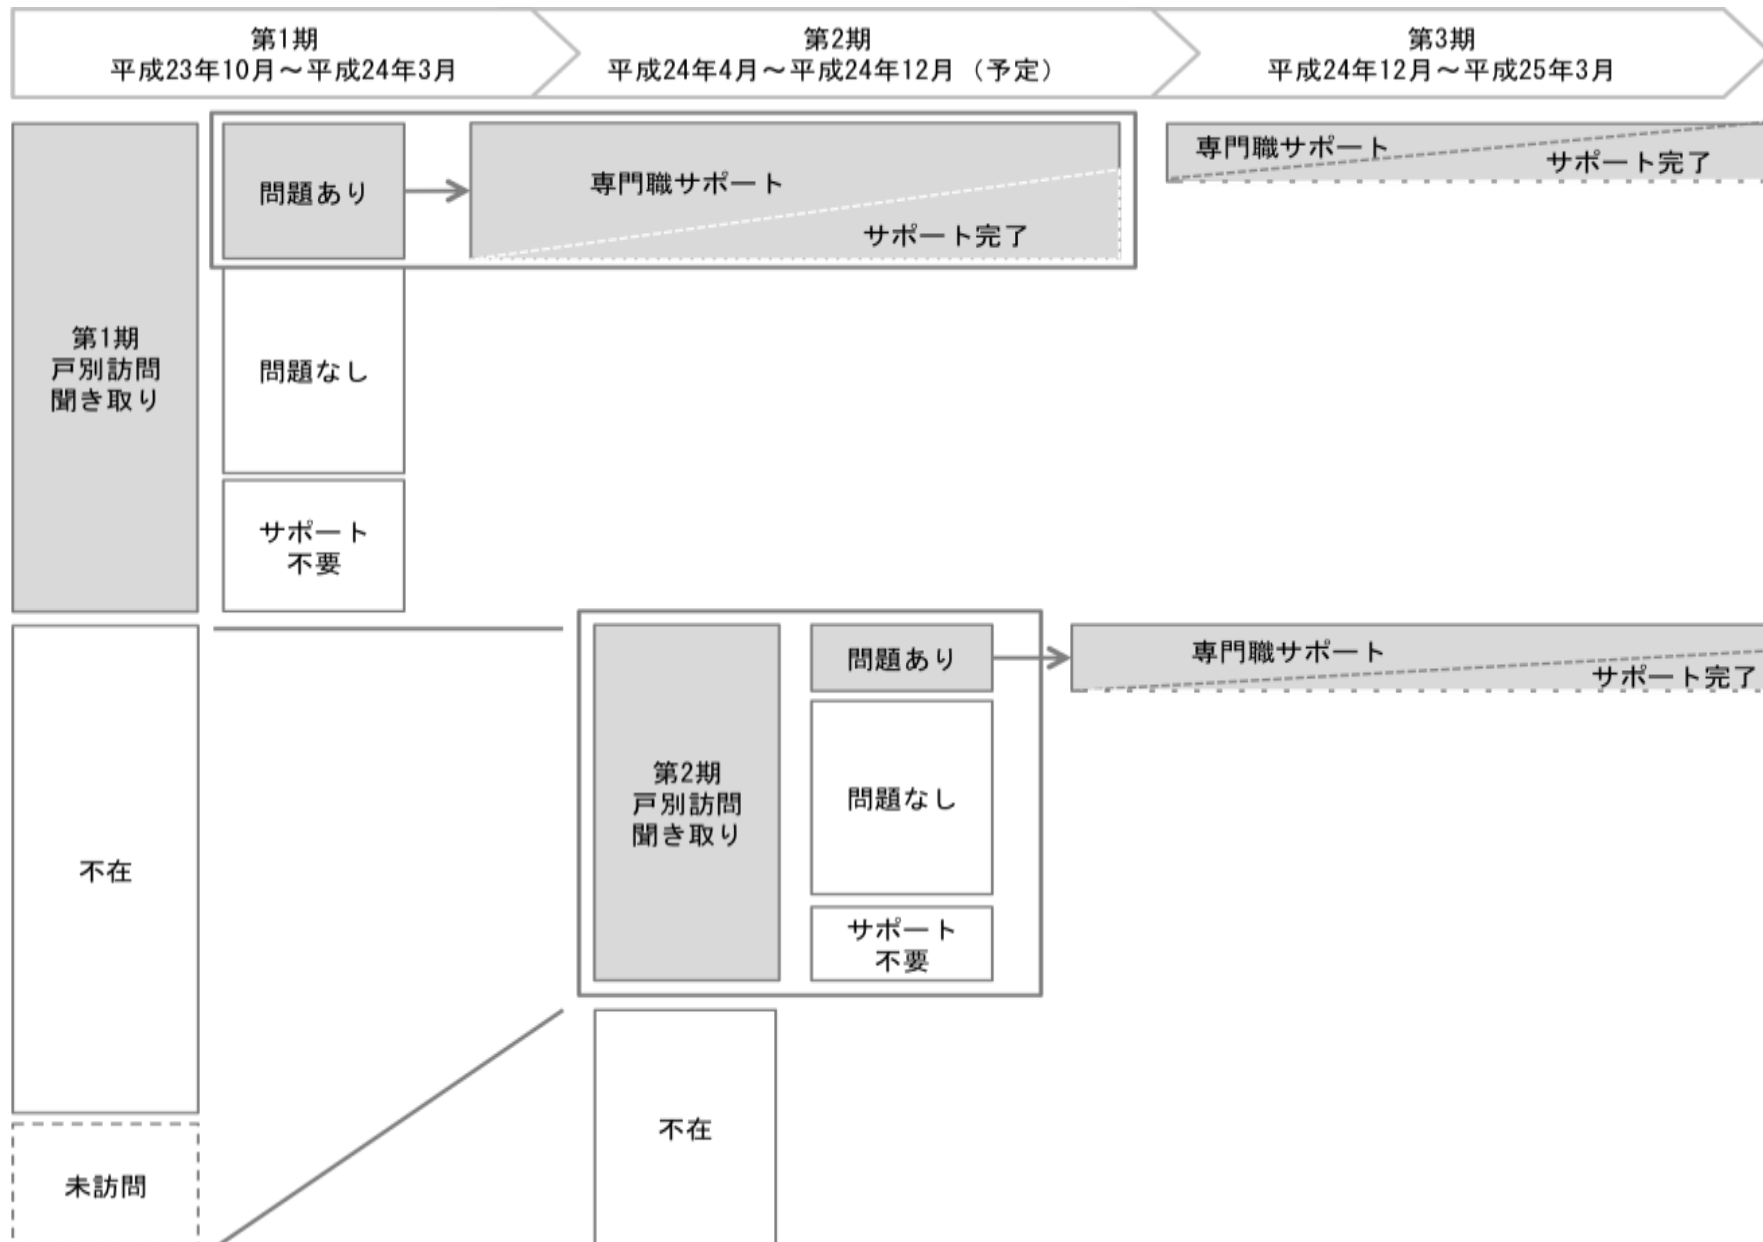 第1期
平成23年10月～平成24年3月
第2期
平成24年4月～平成24年12月（予定）
第3期
平成24年12月～平成25年3月
問題あり
専門職サポート
サポート完了
専門職サポート
サポート完了
第1期
戸別訪問
聞き取り
問題なし
サポート
不要
不在
未訪問
第2期
戸別訪問
聞き取り
問題あり
専門職サポート
サポート完了
問題なし
サポート
不要
不在